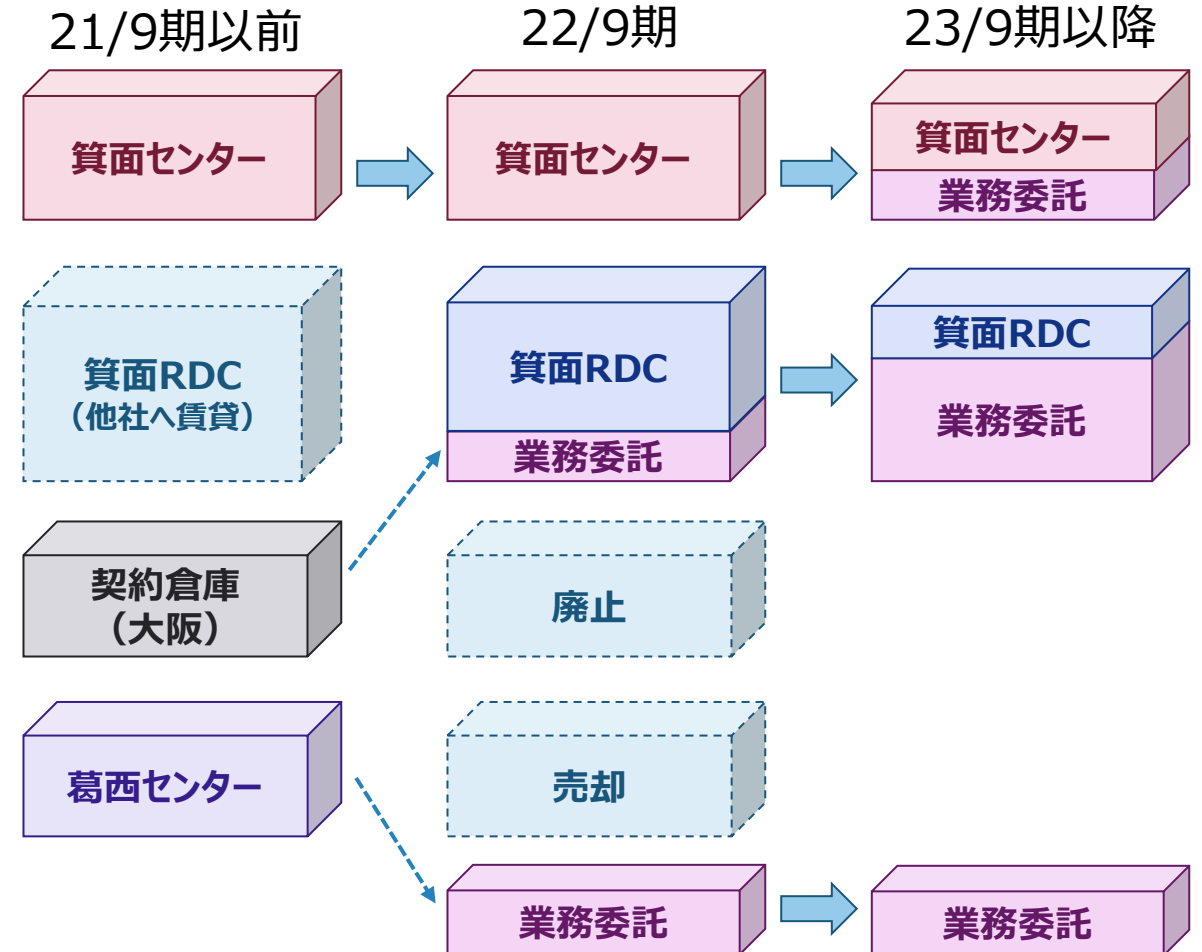 21/9期以前
22/9期
23/9期以降
箕面センター
箕面センター
箕面センター
業務委託
箕面RDC
（他社へ賃貸）
箕面RDC
業務委託
箕面RDC
業務委託
契約倉庫
（大阪）
廃止
葛西センター
売却
業務委託
業務委託